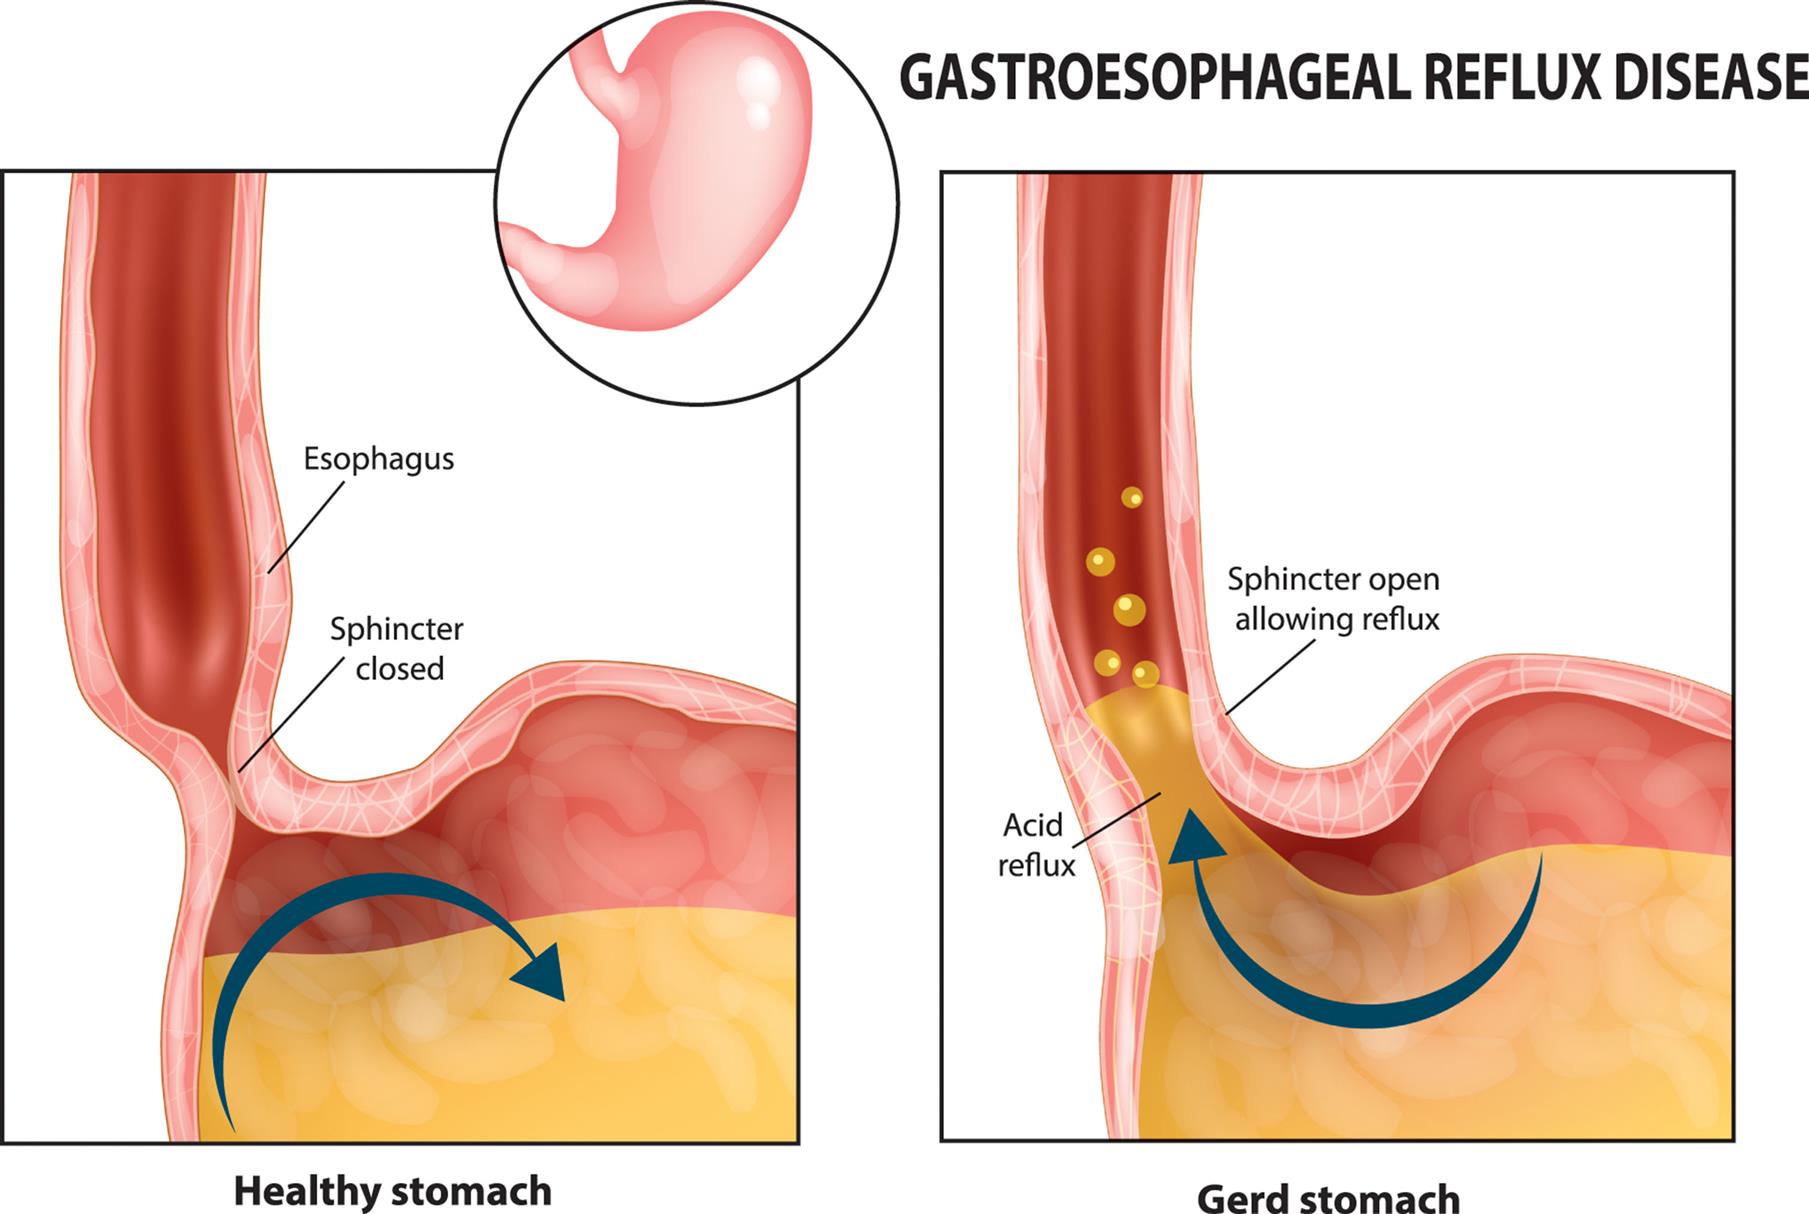 GASTROESOPHAGEAL REFLUX DISEASE
Esophagus
Sphincter
closed
Healthy stomach
Sphincter open
allowing reflux
Acid
reflux
Gerd stomach